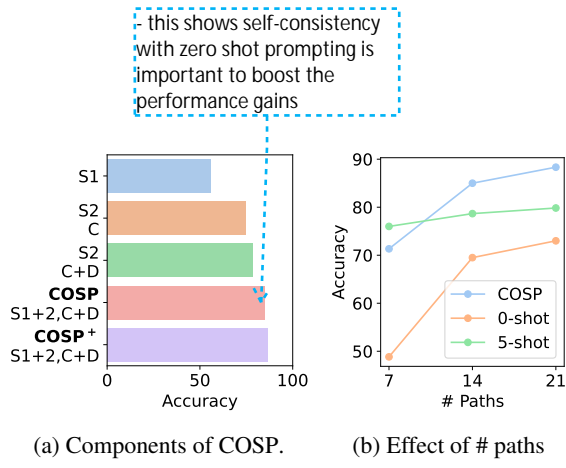 - this shows self-consistency
with zero shot prompting is
important to boost the
performance gains
S1
S2
C
S2
C+D
COSP
S1+2,C+D
COSP+
S1+2,C+D
0 50 100
Accuracy
(a) Components of COSP.
90
80
70
60
50
Accuracy
COSP
0-shot
5-shot
7 14 21
# Paths
(b) Effect of # paths